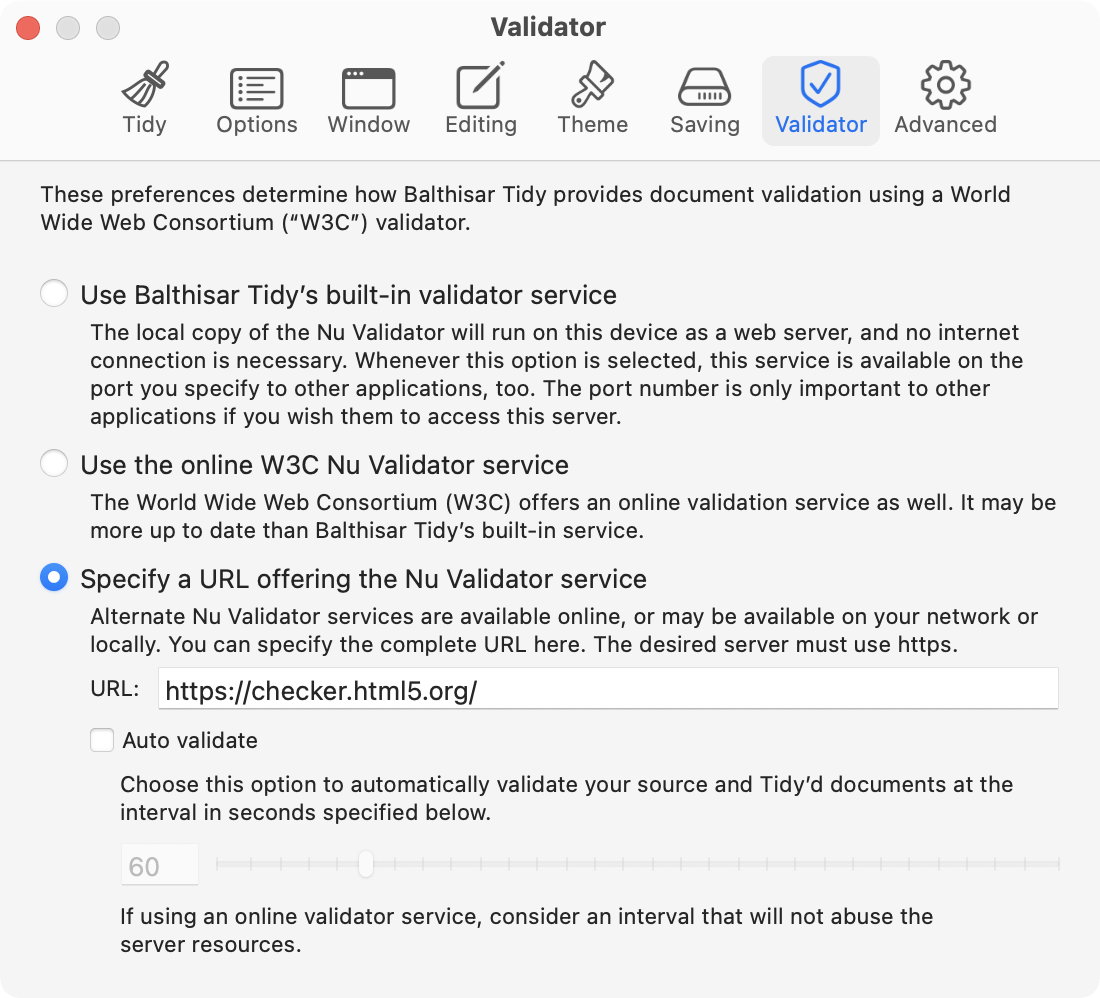 Validator
Tidy
Options
Window
Editing
Theme
Saving
Validator
Advanced
These preferences determine how Balthisar Tidy provides document validation using a World
Wide Web Consortium (“W3C”) validator.
Use Balthisar Tidy’s built-in validator service
The local copy of the Nu Validator will run on this device as a web server, and no internet
connection is necessary. Whenever this option is selected, this service is available on the
port you specify to other applications, too. The port number is only important to other
applications if you wish them to access this server.
Use the online W3C Nu Validator service
The World Wide Web Consortium (W3C) offers an online validation service as well. It may be
more up to date than Balthisar Tidy’s built-in service.
Specify a URL offering the Nu Validator service
Alternate Nu Validator services are available online, or may be available on your network or
locally. You can specify the complete URL here. The desired server must use https.
URL: https://checker.html5.org/
Auto validate
Choose this option to automatically validate your source and Tidy’d documents at the
interval in seconds specified below.
60
If using an online validator service, consider an interval that will not abuse the
server resources.